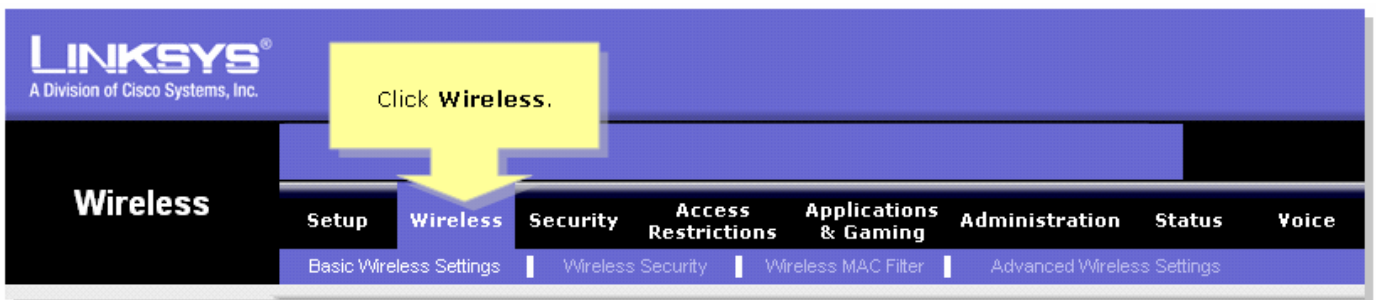 LINKSYS®
A Division of Cisco Systems, Inc.
Click Wireless.
Wireless
Setup
Wireless
Security
Access
Restrictions
Applications
& Gaming
Administration
Status
Voice
Basic Wireless Settings
Wireless Security
Wireless MAC Filter
Advanced Wireless Settings